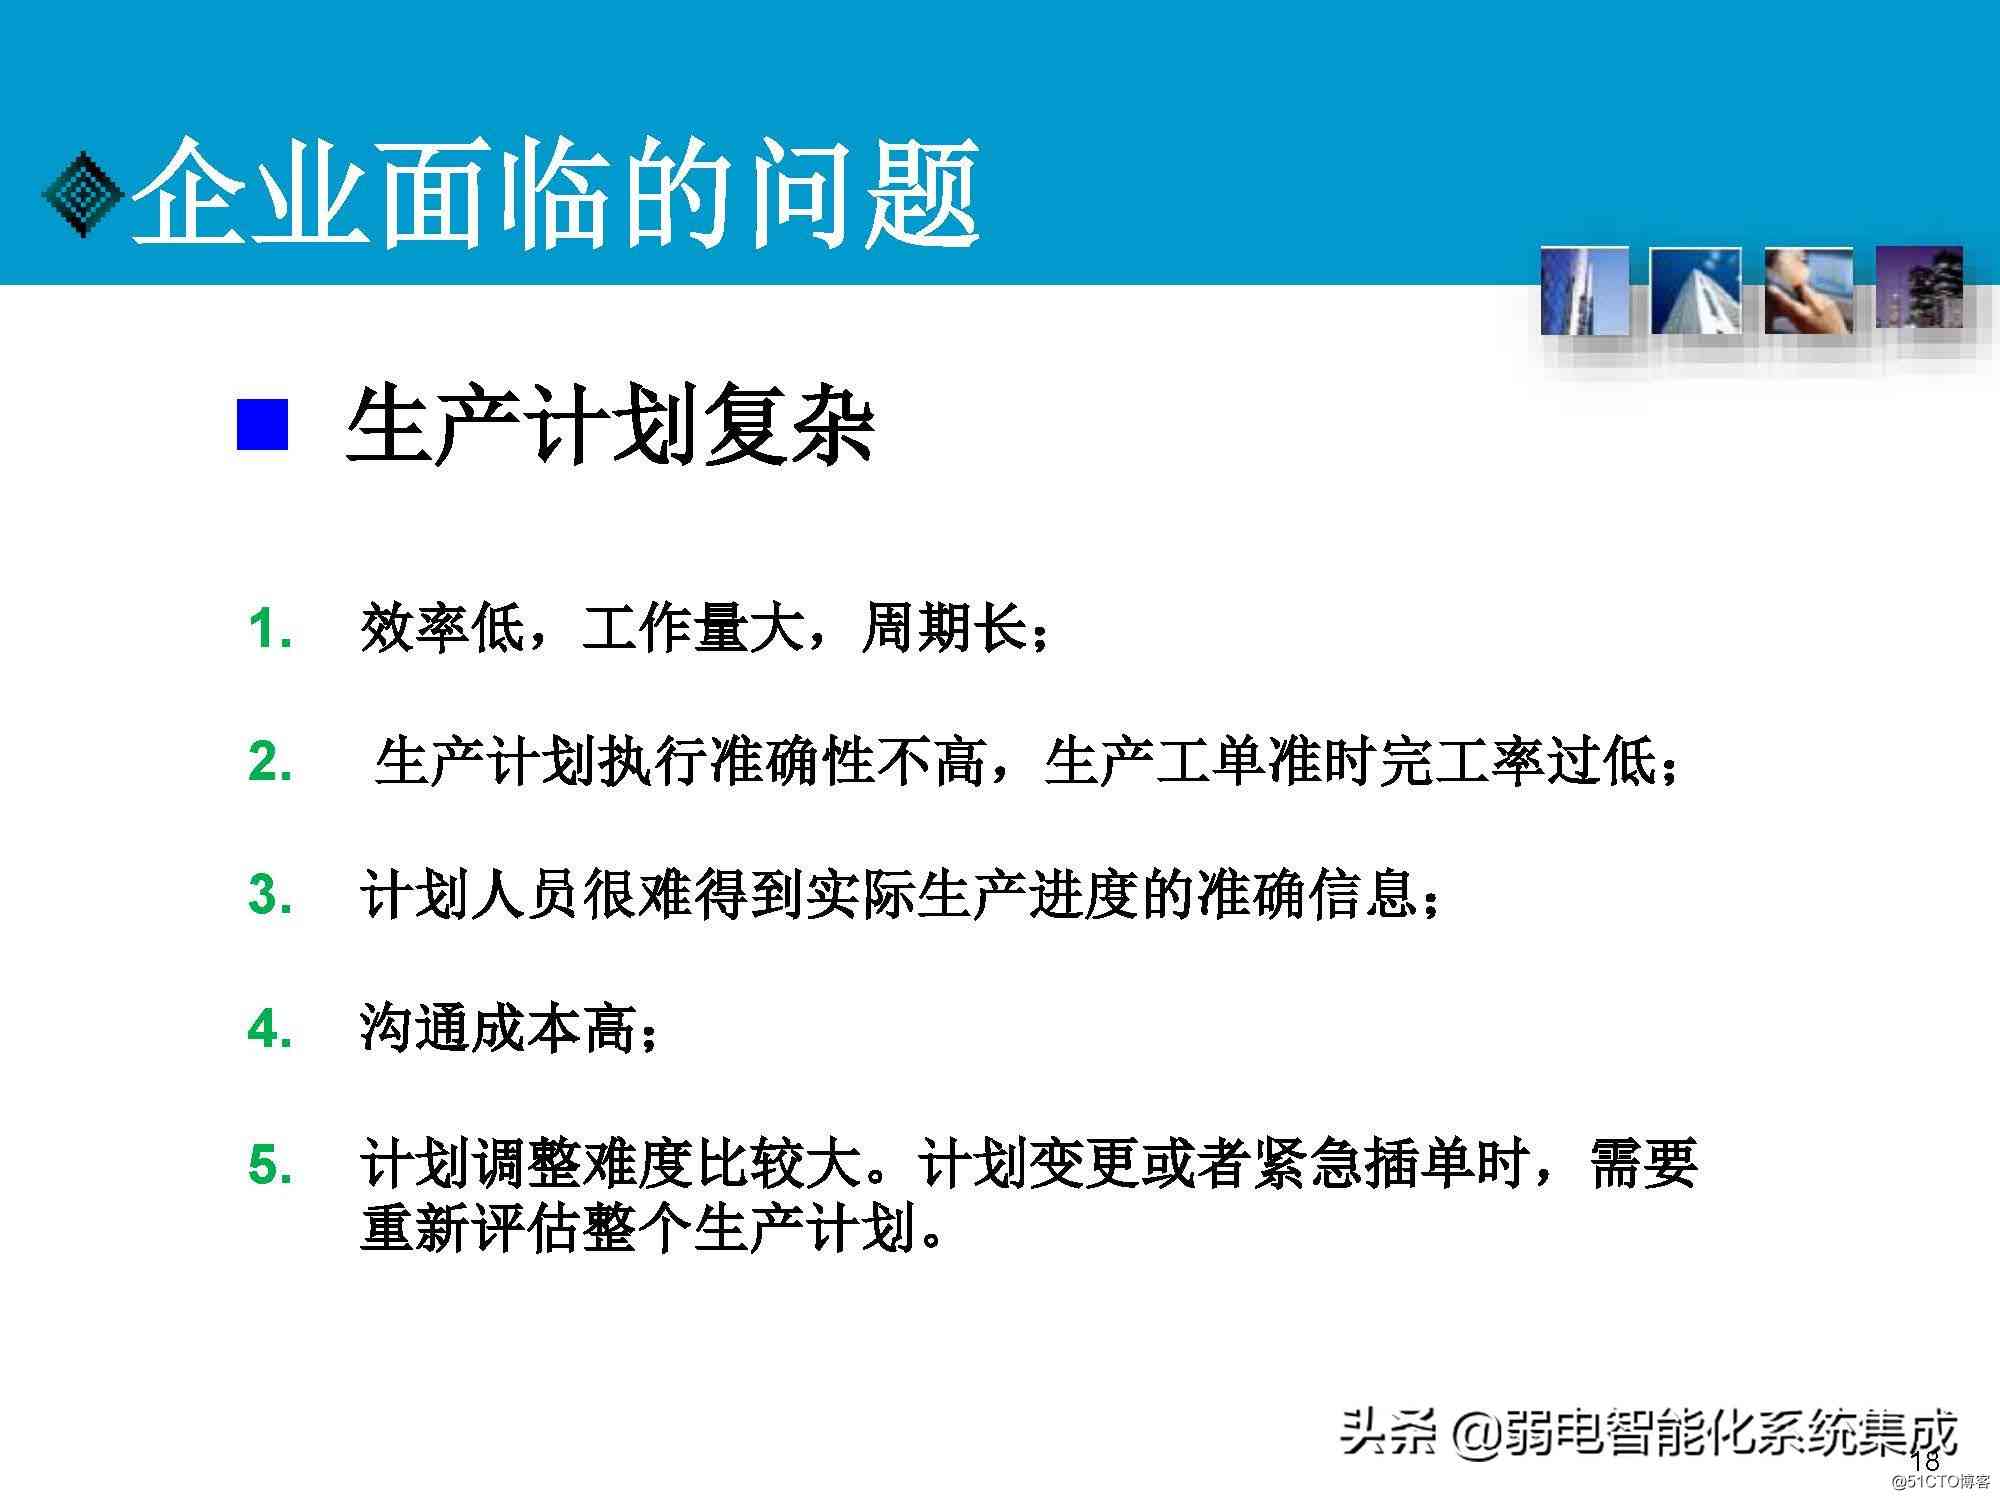 企业面临的问题
生产计划复杂
1. 效率低，工作量大，周期长；
2. 生产计划执行准确性不高，生产工单准时完工率过低；
3. 计划人员很难得到实际生产进度的准确信息；
4. 沟通成本高；
5. 计划调整难度比较大。计划变更或者紧急插单时，需要
重新评估整个生产计划。
头条 @弱电智能化系统集成
18
@51CTO博客